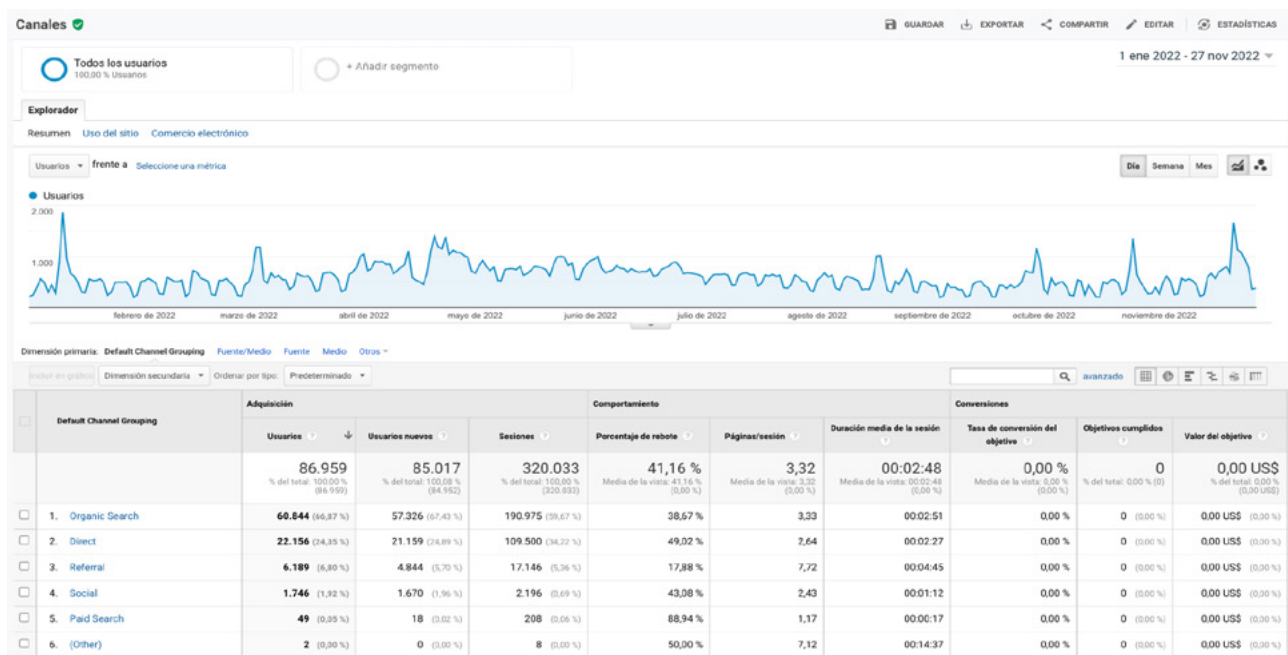 Canales
GUARDAR EXPORTAR COMPARTIR EDITAR ESTADÍSTICAS
Todos los usuarios
100,00 % Usuarios
+ Añadir segmento
1 ene 2022 - 27 nov 2022
Explorador
Resumen Uso del sitio Comercio electrónico
Usuarios frente a Seleccione una métrica
Día Semana Mes
Usuarios
2.000
1.000
febrero de 2022 marzo de 2022 abril de 2022 mayo de 2022 junio de 2022 julio de 2022 agosto de 2022 septiembre de 2022 octubre de 2022 noviembre de 2022
Dimensión primaria: Default Channel Grouping Fuente/Medio Fuente Medio Otros
Incluir en gráfico Dimensión secundaria Ordenar por tipo: Predeterminado avanzado
Adquisición Comportamiento Conversiones
Default Channel Grouping
Usuarios Usuarios nuevos Sesiones Porcentaje de rebote Páginas/sesión Duración media de la sesión Tasa de conversión del objetivo Objetivos cumplidos Valor del objetivo
86.959 85.017 320.033 41,16 % 3,32 00:02:48 0,00 % 0 0,00 US$
% del total: 100,00 % (86.959) % del total: 100,08 % (84.952) % del total: 100,00 % (320.033) Media de la vista: 41,16 % (0,00 %) Media de la vista: 3,32 (0,00 %) Media de la vista: 00:02:48 (0,00 %) Media de la vista: 0,00 % (0,00 %) % del total: 0,00 % (0) % del total: 0,00 % (0,00 US$)
1. Organic Search 60.844 (66,87 %) 57.326 (67,43 %) 190.975 (59,67 %) 38,67 % 3,33 00:02:51 0,00 % 0 (0,00 %) 0,00 US$ (0,00 %)
2. Direct 22.156 (24,35 %) 21.159 (24,89 %) 109.500 (34,22 %) 49,02 % 2,64 00:02:27 0,00 % 0 (0,00 %) 0,00 US$ (0,00 %)
3. Referral 6.189 (6,80 %) 4.844 (5,70 %) 17.146 (5,36 %) 17,88 % 7,72 00:04:45 0,00 % 0 (0,00 %) 0,00 US$ (0,00 %)
4. Social 1.746 (1,92 %) 1.670 (1,96 %) 2.196 (0,69 %) 43,08 % 2,43 00:01:12 0,00 % 0 (0,00 %) 0,00 US$ (0,00 %)
5. Paid Search 49 (0,05 %) 18 (0,02 %) 208 (0,06 %) 88,94 % 1,17 00:00:17 0,00 % 0 (0,00 %) 0,00 US$ (0,00 %)
6. (Other) 2 (0,00 %) 0 (0,00 %) 8 (0,00 %) 50,00 % 7,12 00:14:37 0,00 % 0 (0,00 %) 0,00 US$ (0,00 %)